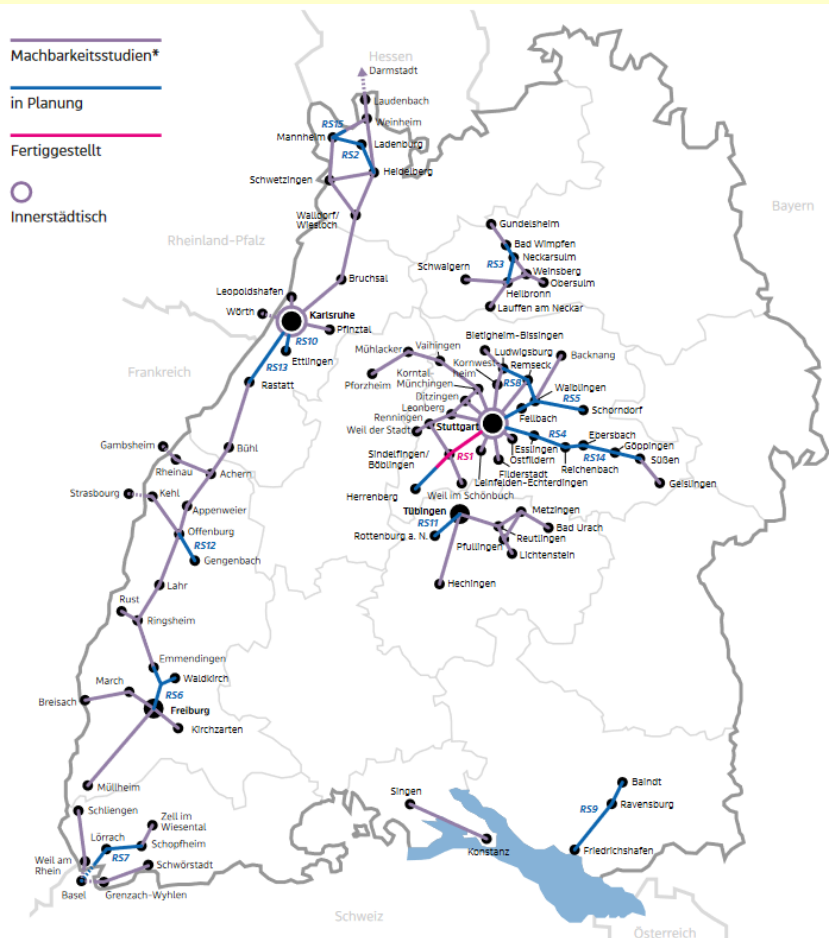 Machbarkeitsstudien*
in Planung
Fertiggestellt
Innerstädtisch
Hessen
Darmstadt
Laudenbach
Weinheim
RS15
Mannheim
Ladenburg
RS2
Heidelberg
Schwetzingen
Walldorf/
Wiesloch
Bayern
Rheinland-Pfalz
Gundelsheim
Bad Wimpfen
Neckarsulm
RS3
Weinsberg
Schwaigern
Obersulm
Heilbronn
Lauffen am Neckar
Bruchsal
Leopoldshafen
Wörth
Karlsruhe
Pfinztal
RS10
Ettlingen
RS13
Rastatt
Frankreich
Bietigheim-Bissingen
Vaihingen
Mühlacker
Ludwigsburg
Kornwest-
heim
Remseck
Backnang
Korntal-
Münchingen
Pforzheim
RS8
Waiblingen
Ditzingen
RS5
Leonberg
Fellbach
Schorndorf
Renningen
Stuttgart
Weil der Stadt
RS4
Ebersbach
Esslingen
Göppingen
RS14
Ostfildern
Süßen
Sindelfingen/
Böblingen
RS1
Filderstadt
Reichenbach
Leinfelden-Echterdingen
Geislingen
Herrenberg
Weil im Schönbuch
Bühl
Gambsheim
Rheinau
Achern
Strasbourg
Kehl
Appenweier
Offenburg
RS12
Gengenbach
Tübingen
RS11
Metzingen
Rottenburg a. N.
Bad Urach
Reutlingen
Pfullingen
Lichtenstein
Hechingen
Lahr
Rust
Ringsheim
Emmendingen
Waldkirch
March
RS6
Breisach
Freiburg
Kirchzarten
Müllheim
Schliengen
Zell im
Wiesental
Lörrach
Schopfheim
RS7
Weil am
Rhein
Schwörstadt
Basel
Grenzach-Wyhlen
Singen
Konstanz
Baindt
RS9
Ravensburg
Friedrichshafen
Schweiz
Österreich